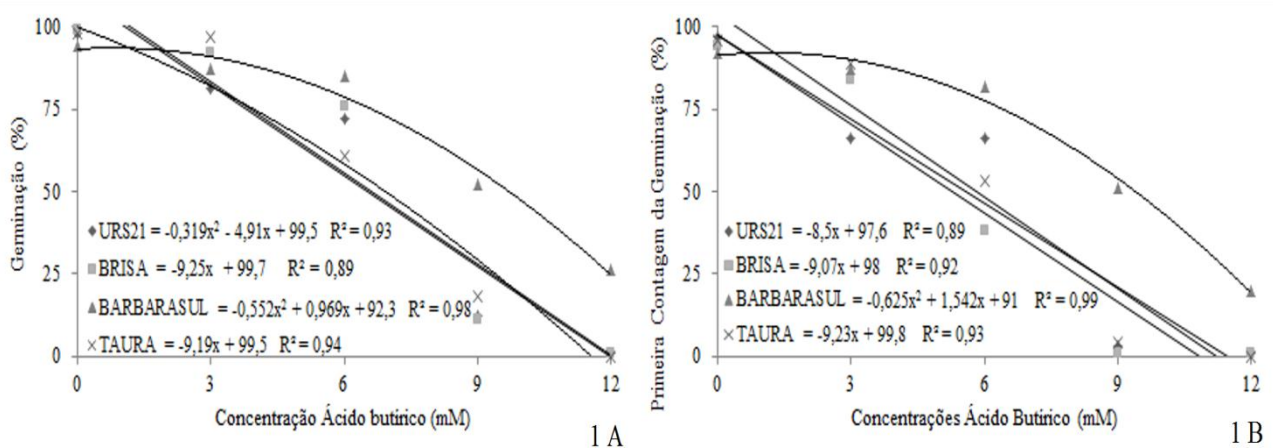 Germinação (%)
100
75
50
25
0
URS21 = -0,319x² - 4,91x + 99,5 R² = 0,93
BRISA = -9,25x + 99,7 R² = 0,89
BARBARASUL = -0,552x² + 0,969x + 92,3 R² = 0,98
TAURA = -9,19x + 99,5 R² = 0,94
0 3 6 9 12
Concentração Ácido butirico (mM)
1 A
Primeira Contagem da Germinação (%)
100
75
50
25
0
URS21 = -8,5x + 97,6 R² = 0,89
BRISA = -9,07x + 98 R² = 0,92
BARBARASUL = -0,625x² + 1,542x + 91 R² = 0,99
TAURA = -9,23x + 99,8 R² = 0,93
0 3 6 9 12
Concentrações Ácido Butirico (mM)
1 B